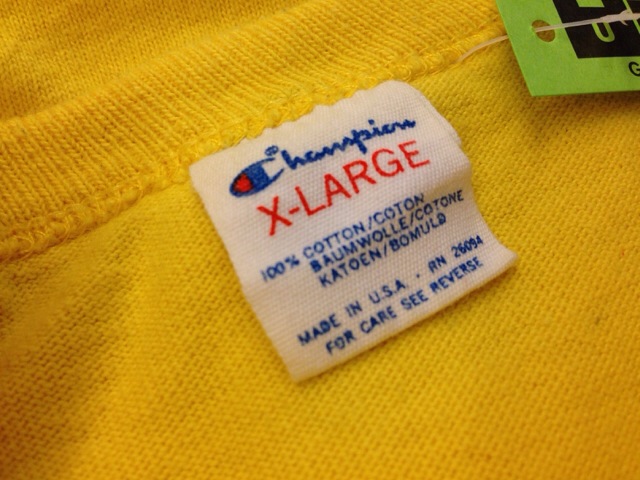 Champion
X-LARGE
100% COTTON/COTON
BAUMWOLLE/COTONE
KATOEN/BOMULD
MADE IN U.S.A. · RN 26094
FOR CARE SEE REVERSE